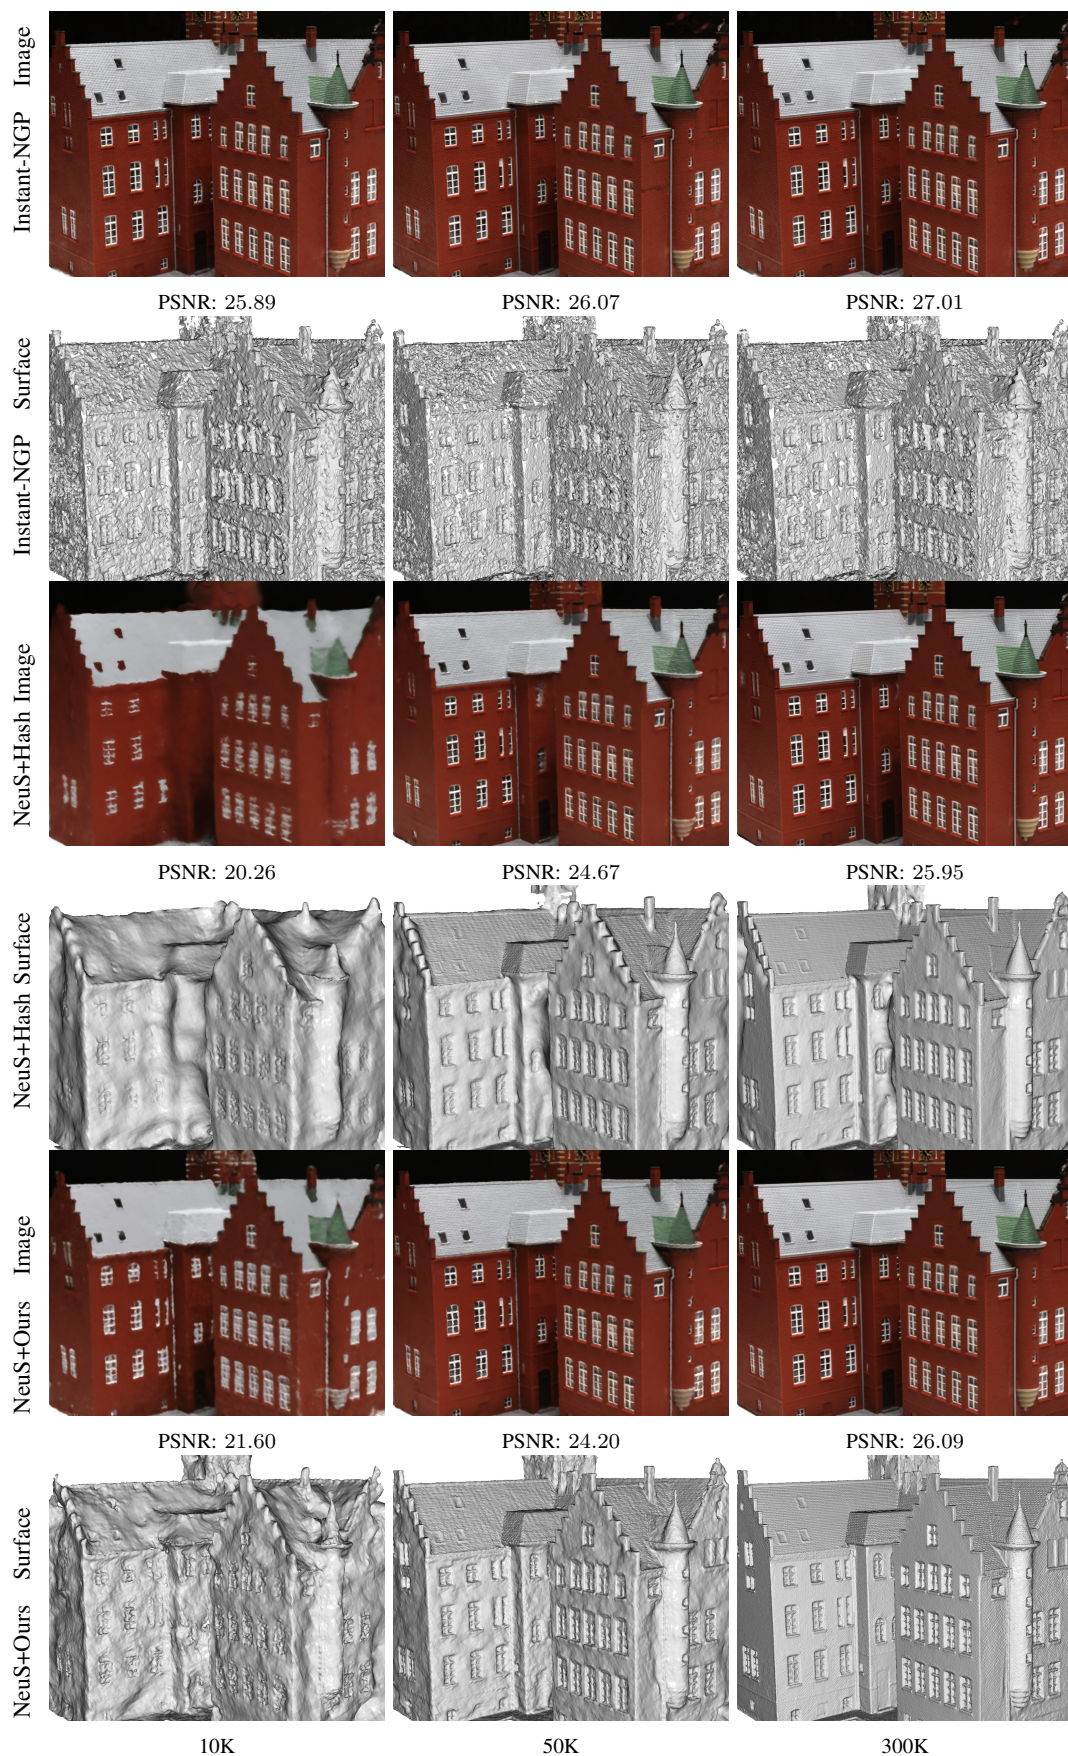 Instant-NGP Image
PSNR: 25.89
PSNR: 26.07
PSNR: 27.01
Instant-NGP Surface
NeuS+Hash Image
PSNR: 20.26
PSNR: 24.67
PSNR: 25.95
NeuS+Hash Surface
NeuS+Ours Image
PSNR: 21.60
PSNR: 24.20
PSNR: 26.09
NeuS+Ours Surface
10K
50K
300K